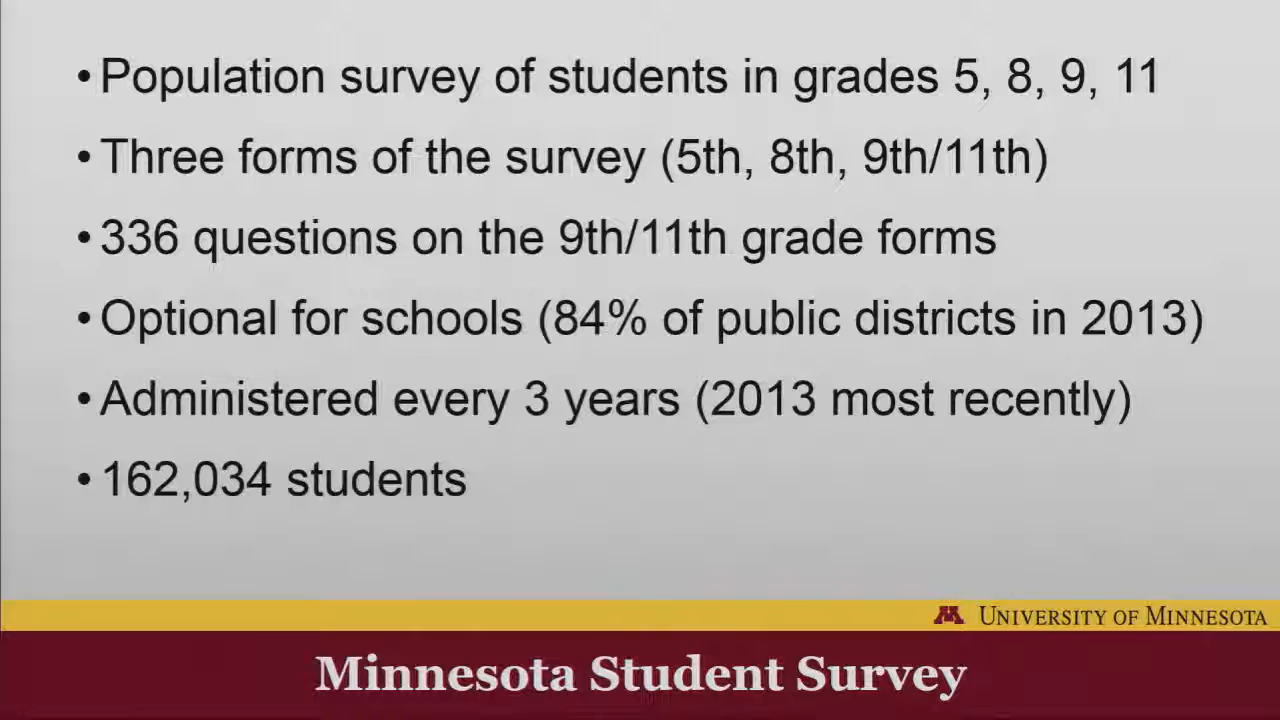 • Population survey of students in grades 5, 8, 9, 11
• Three forms of the survey (5th, 8th, 9th/11th)
• 336 questions on the 9th/11th grade forms
• Optional for schools (84% of public districts in 2013)
• Administered every 3 years (2013 most recently)
• 162,034 students
M UNIVERSITY OF MINNESOTA
Minnesota Student Survey